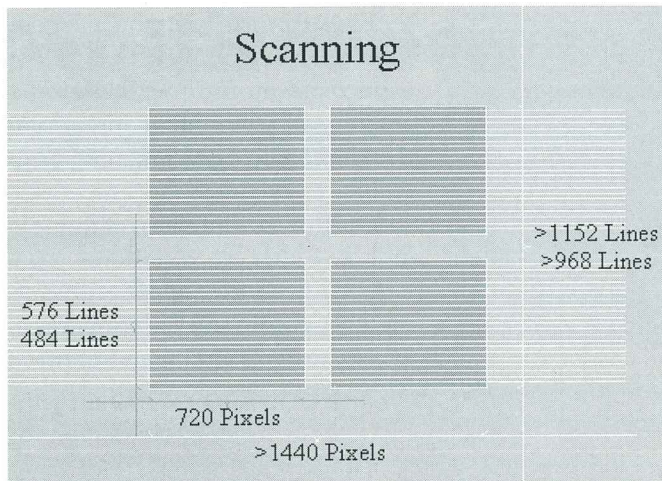 Scanning
>1152 Lines
>968 Lines
576 Lines
484 Lines
720 Pixels
>1440 Pixels